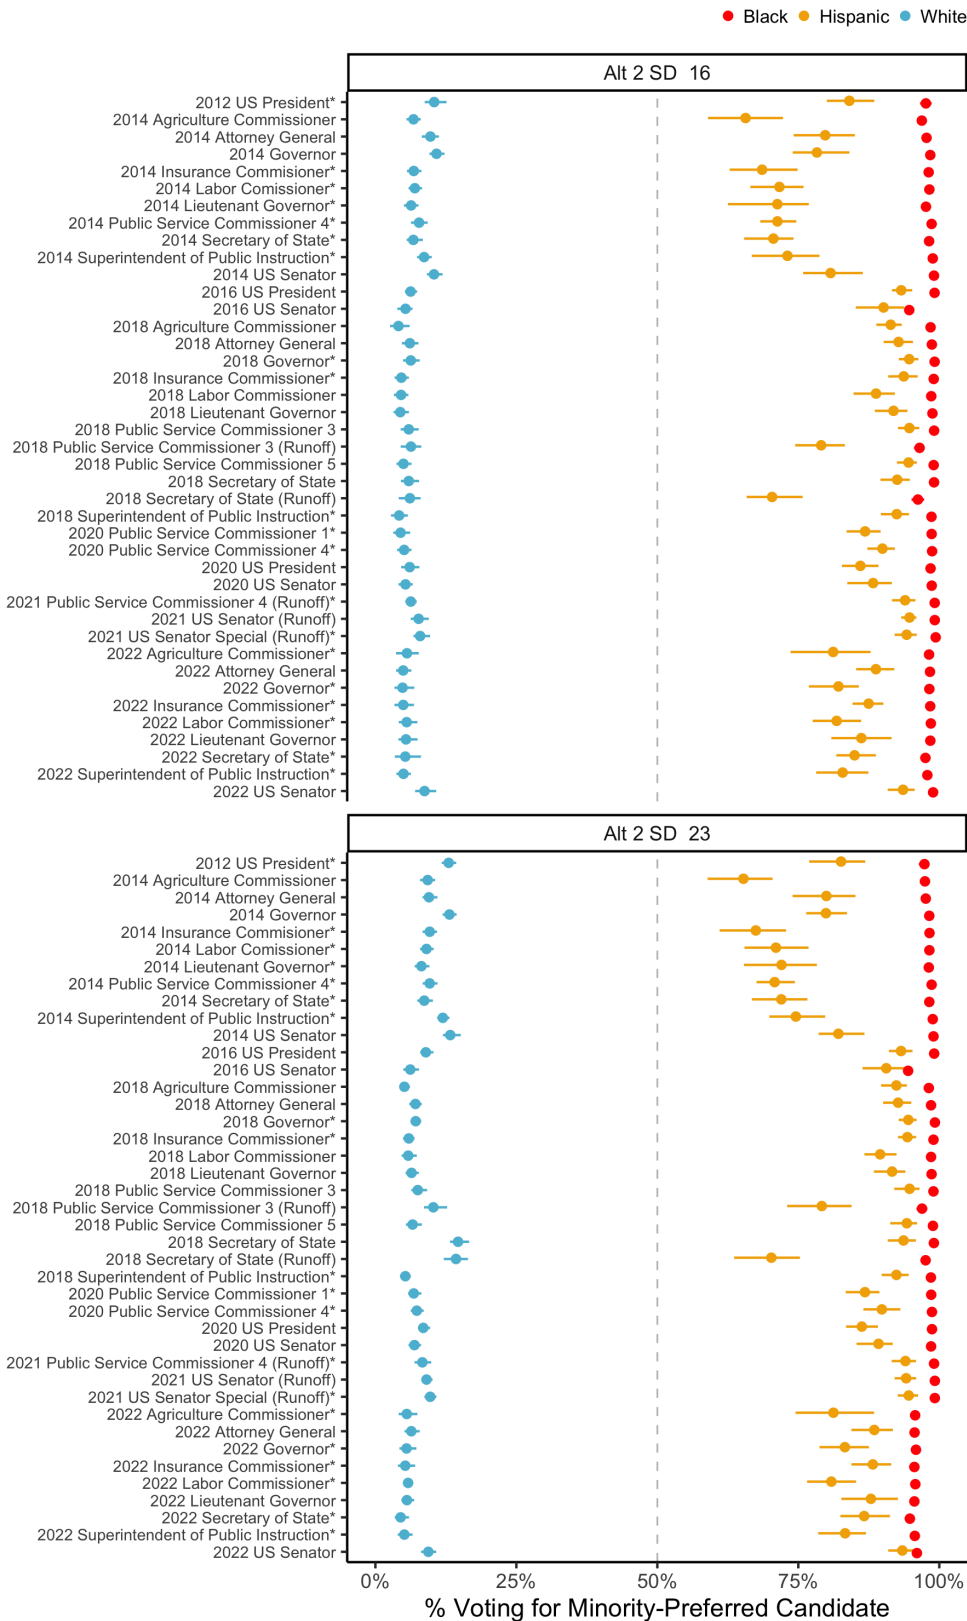 Black Hispanic White
Alt 2 SD 16
2012 US President*
2014 Agriculture Commissioner
2014 Attorney General
2014 Governor
2014 Insurance Commisioner*
2014 Labor Comissioner*
2014 Lieutenant Governor*
2014 Public Service Commissioner 4*
2014 Secretary of State*
2014 Superintendent of Public Instruction*
2014 US Senator
2016 US President
2016 US Senator
2018 Agriculture Commissioner
2018 Attorney General
2018 Governor*
2018 Insurance Commissioner*
2018 Labor Commissioner
2018 Lieutenant Governor
2018 Public Service Commissioner 3
2018 Public Service Commissioner 3 (Runoff)
2018 Public Service Commissioner 5
2018 Secretary of State
2018 Secretary of State (Runoff)
2018 Superintendent of Public Instruction*
2020 Public Service Commissioner 1*
2020 Public Service Commissioner 4*
2020 US President
2020 US Senator
2021 Public Service Commissioner 4 (Runoff)*
2021 US Senator (Runoff)
2021 US Senator Special (Runoff)*
2022 Agriculture Commissioner*
2022 Attorney General
2022 Governor*
2022 Insurance Commissioner*
2022 Labor Commissioner*
2022 Lieutenant Governor
2022 Secretary of State*
2022 Superintendent of Public Instruction*
2022 US Senator
Alt 2 SD 23
2012 US President*
2014 Agriculture Commissioner
2014 Attorney General
2014 Governor
2014 Insurance Commisioner*
2014 Labor Comissioner*
2014 Lieutenant Governor*
2014 Public Service Commissioner 4*
2014 Secretary of State*
2014 Superintendent of Public Instruction*
2014 US Senator
2016 US President
2016 US Senator
2018 Agriculture Commissioner
2018 Attorney General
2018 Governor*
2018 Insurance Commissioner*
2018 Labor Commissioner
2018 Lieutenant Governor
2018 Public Service Commissioner 3
2018 Public Service Commissioner 3 (Runoff)
2018 Public Service Commissioner 5
2018 Secretary of State
2018 Secretary of State (Runoff)
2018 Superintendent of Public Instruction*
2020 Public Service Commissioner 1*
2020 Public Service Commissioner 4*
2020 US President
2020 US Senator
2021 Public Service Commissioner 4 (Runoff)*
2021 US Senator (Runoff)
2021 US Senator Special (Runoff)*
2022 Agriculture Commissioner*
2022 Attorney General
2022 Governor*
2022 Insurance Commissioner*
2022 Labor Commissioner*
2022 Lieutenant Governor
2022 Secretary of State*
2022 Superintendent of Public Instruction*
2022 US Senator
0% 25% 50% 75% 100%
% Voting for Minority-Preferred Candidate